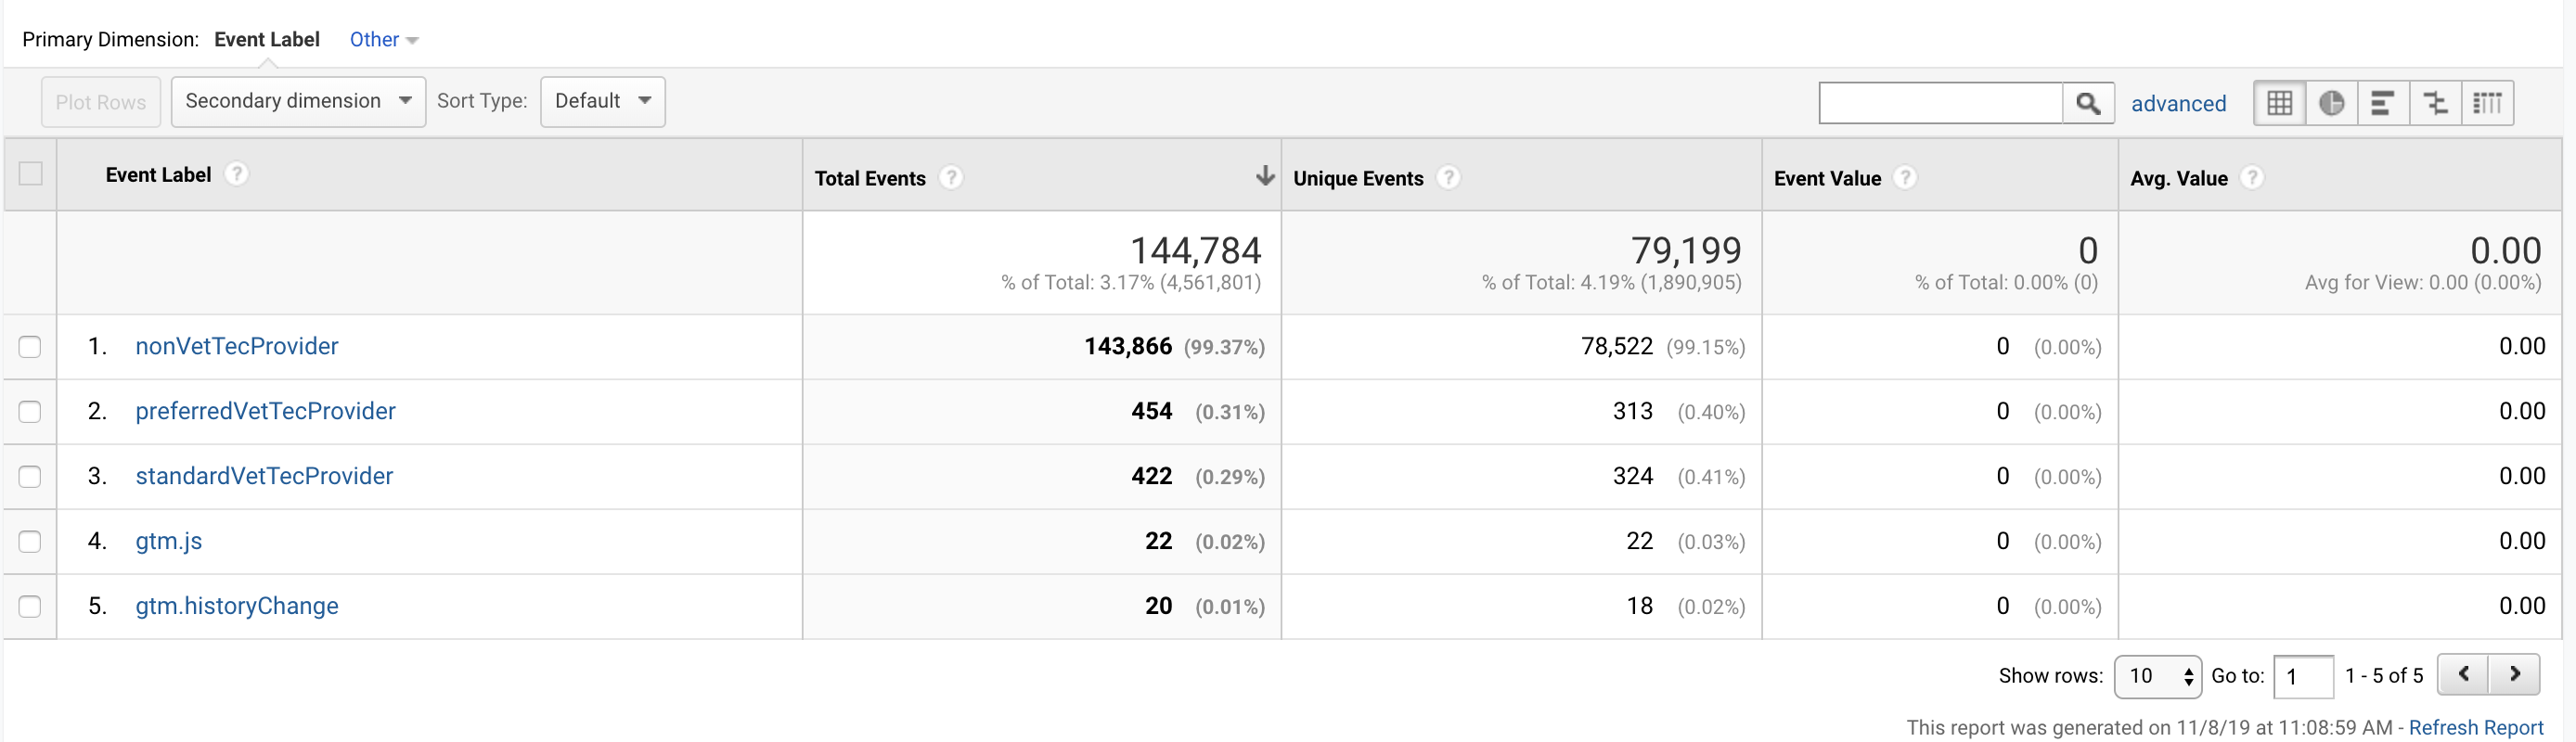 Primary Dimension: Event Label Other
Plot Rows Secondary dimension Sort Type: Default advanced
Event Label ? Total Events ? Unique Events ? Event Value ? Avg. Value ?
144,784 79,199 0 0.00
% of Total: 3.17% (4,561,801) % of Total: 4.19% (1,890,905) % of Total: 0.00% (0) Avg for View: 0.00 (0.00%)
1. nonVetTecProvider 143,866 (99.37%) 78,522 (99.15%) 0 (0.00%) 0.00
2. preferredVetTecProvider 454 (0.31%) 313 (0.40%) 0 (0.00%) 0.00
3. standardVetTecProvider 422 (0.29%) 324 (0.41%) 0 (0.00%) 0.00
4. gtm.js 22 (0.02%) 22 (0.03%) 0 (0.00%) 0.00
5. gtm.historyChange 20 (0.01%) 18 (0.02%) 0 (0.00%) 0.00
Show rows: 10 Go to: 1 1 - 5 of 5
This report was generated on 11/8/19 at 11:08:59 AM - Refresh Report